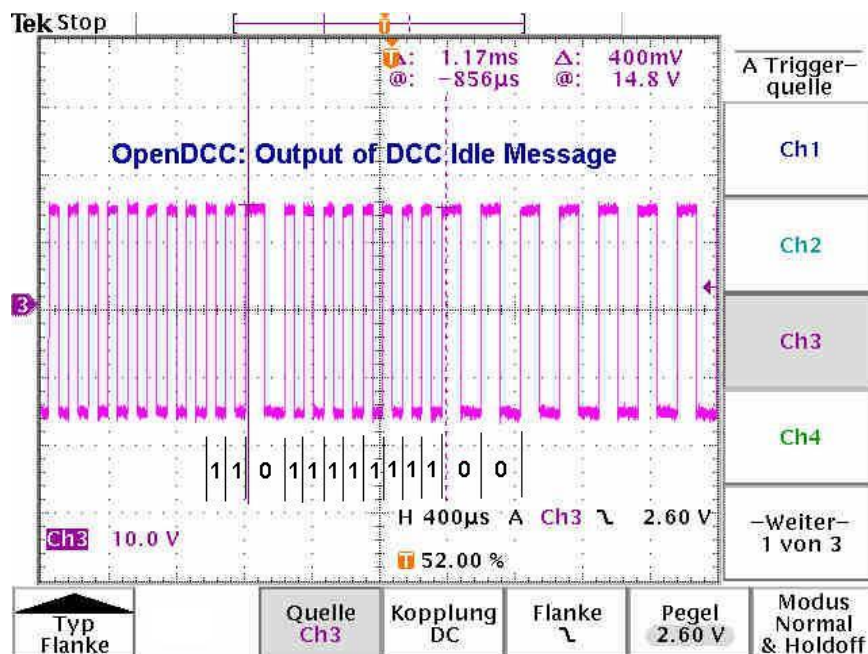 Tek Stop
Δ: 1.17ms Δ: 400mV
@: −856µs @: 14.8 V
OpenDCC: Output of DCC Idle Message
3
1 1 0 1 1 1 1 1 1 1 1 0 0
H 400µs A Ch3 2.60 V
Ch3 10.0 V
T 52.00 %
A Trigger-
quelle
Ch1
Ch2
Ch3
Ch4
-Weiter-
1 von 3
Typ
Flanke
Quelle
Ch3
Kopplung
DC
Flanke
Pegel
2.60 V
Modus
Normal
& Holdoff